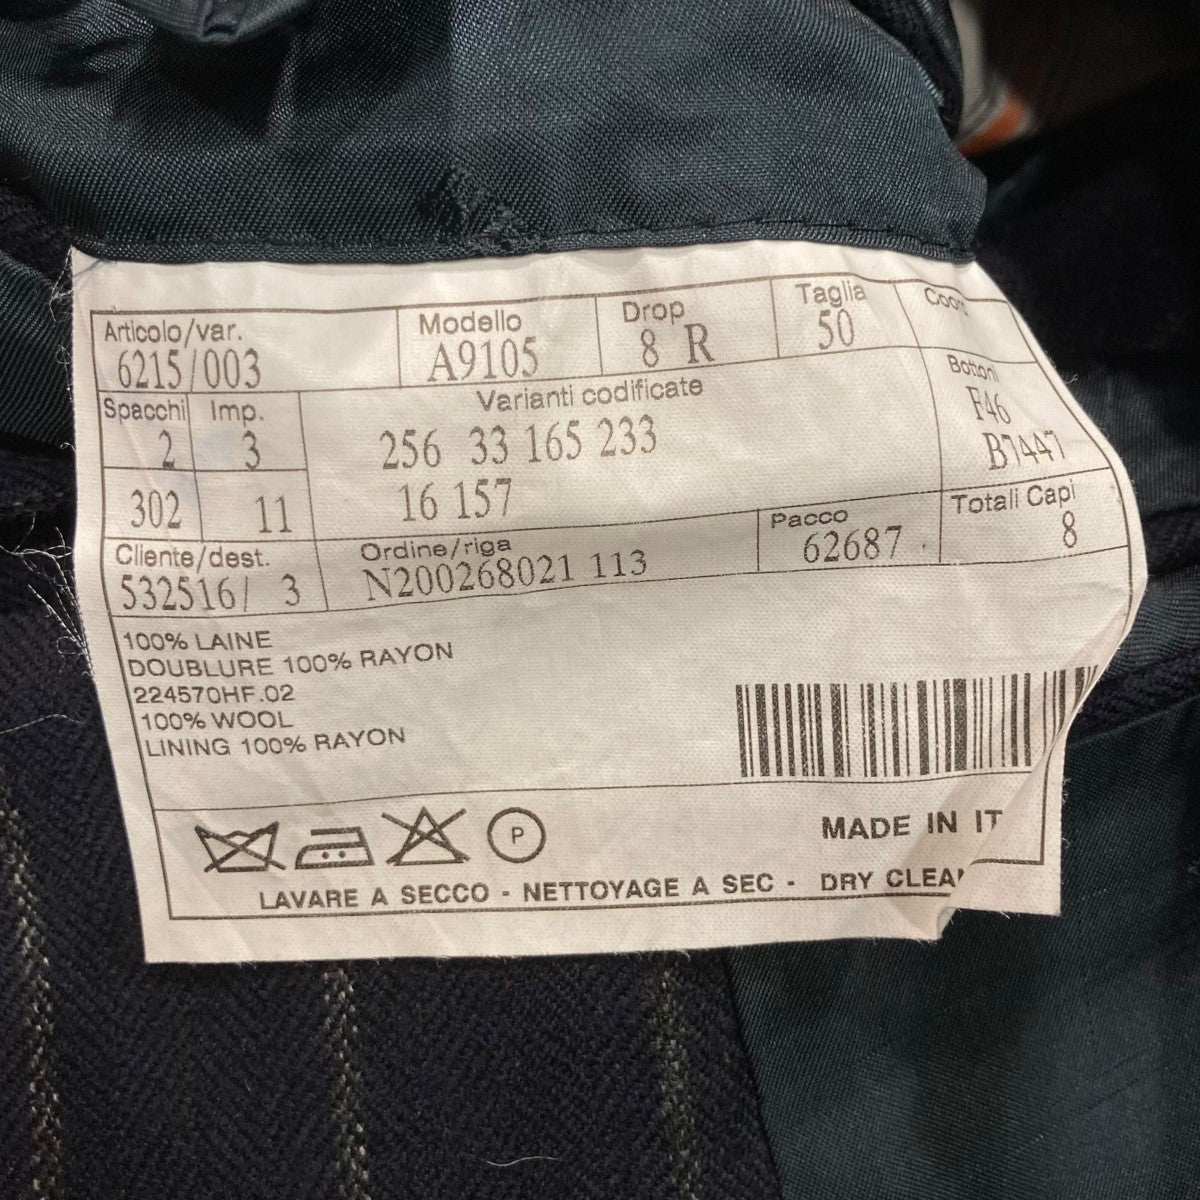 Articolo/var. Modello Drop Taglia
6215/003 A9105 8 R 50
Spacchi Imp. Varianti codificate Bottoni
2 3 256 33 165 233 F46
B7447
302 11 16 157 Totali Capi
8
Cliente/dest. Ordine/riga Pacco
532516/ 3 N200268021 113 62687
100% LAINE
DOUBLURE 100% RAYON
224570HF.02
100% WOOL
LINING 100% RAYON
P
MADE IN IT
LAVARE A SECCO - NETTOYAGE A SEC - DRY CLEA